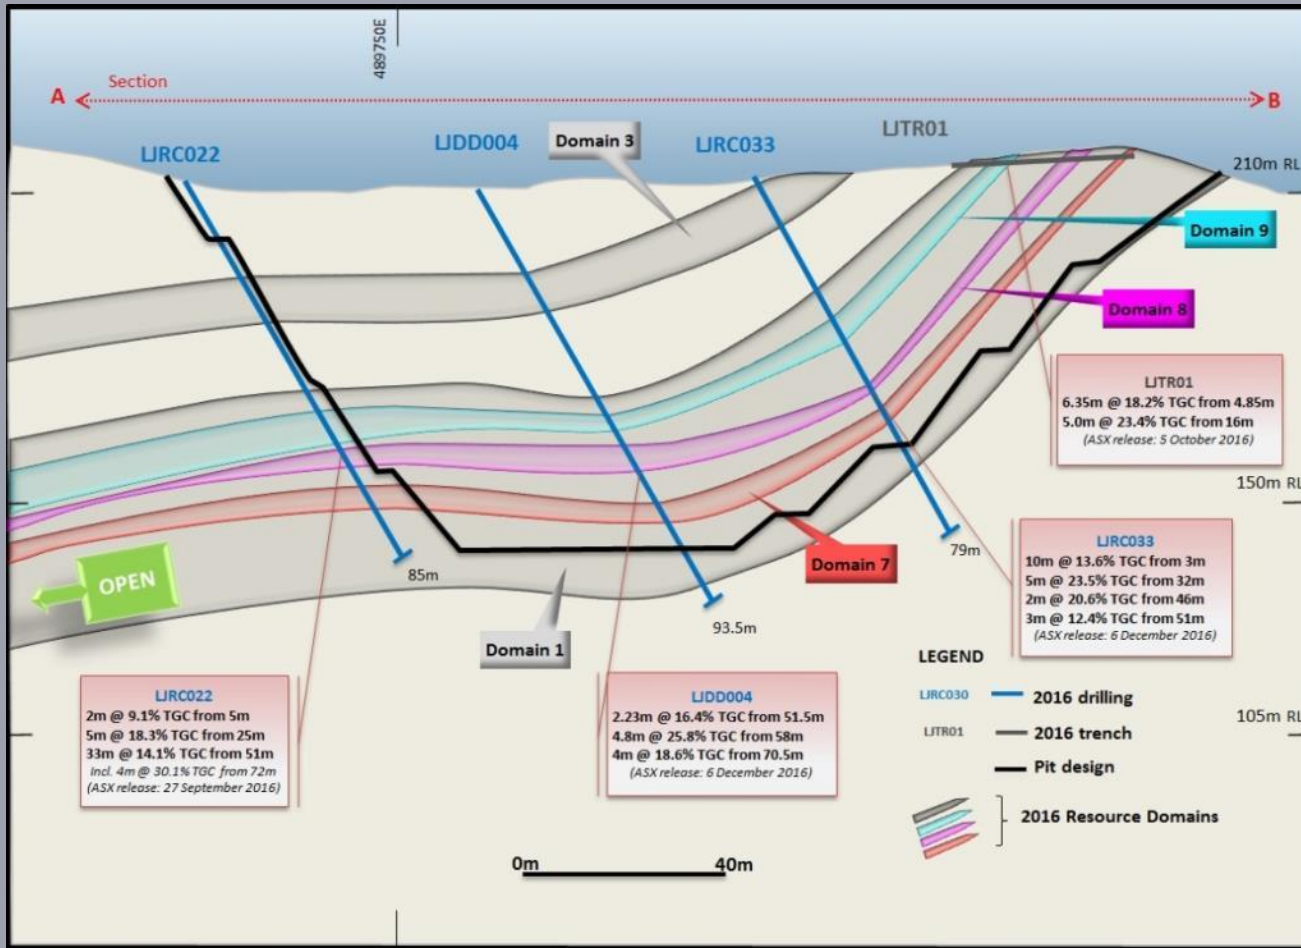 489750E
Section
A
B
LJRC022
LJDD004
Domain 3
LJRC033
LJTR01
210m RL
Domain 9
Domain 8
LJTR01
6.35m @ 18.2% TGC from 4.85m
5.0m @ 23.4% TGC from 16m
(ASX release: 5 October 2016)
150m RL
OPEN
85m
93.5m
79m
Domain 7
Domain 1
LJRC033
10m @ 13.6% TGC from 3m
5m @ 23.5% TGC from 32m
2m @ 20.6% TGC from 46m
3m @ 12.4% TGC from 51m
(ASX release: 6 December 2016)
LJRC022
2m @ 9.1% TGC from 5m
5m @ 18.3% TGC from 25m
33m @ 14.1% TGC from 51m
Incl. 4m @ 30.1% TGC from 72m
(ASX release: 27 September 2016)
LJDD004
2.23m @ 16.4% TGC from 51.5m
4.8m @ 25.8% TGC from 58m
4m @ 18.6% TGC from 70.5m
(ASX release: 6 December 2016)
LEGEND
LJRC030 2016 drilling
LJTR01 2016 trench
Pit design
2016 Resource Domains
105m RL
0m 40m